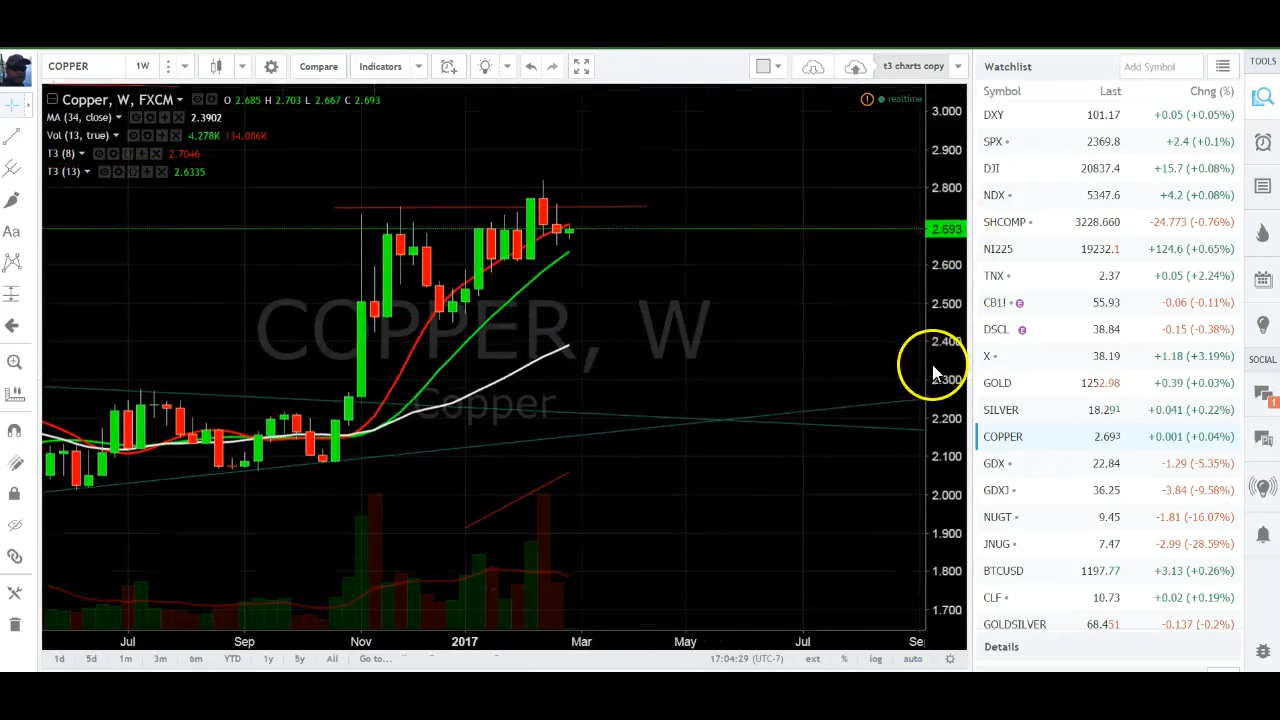 COPPER 1W Compare Indicators t3 charts copy
Copper, W, FXCM O 2.685 H 2.703 L 2.667 C 2.693
realtime
MA (34, close) 2.3902
Vol (13, true) 4.278K 134.086K
T3 (8) 2.7046
T3 (13) 2.6335
COPPER, W
Copper
3.000
2.900
2.800
2.693
2.600
2.500
2.400
2.300
2.200
2.100
2.000
1.900
1.800
1.700
Jul Sep Nov 2017 Mar May Jul Se
1d 5d 1m 3m 6m YTD 1y 5y All Go to... 17:04:29 (UTC-7) ext % log auto
Watchlist Add Symbol
Symbol Last Chng (%)
DXY 101.17 +0.05 (+0.05%)
SPX 2369.8 +2.4 (+0.1%)
DJI 20837.4 +15.7 (+0.08%)
NDX 5347.6 +4.2 (+0.08%)
SHCOMP 3228.660 -24.773 (-0.76%)
NI225 19232.1 +124.6 (+0.65%)
TNX 2.37 +0.05 (+2.24%)
CB1! E 55.93 -0.06 (-0.11%)
DSCL E 38.84 -0.15 (-0.38%)
X 38.19 +1.18 (+3.19%)
GOLD 1252.98 +0.39 (+0.03%)
SILVER 18.291 +0.041 (+0.22%)
COPPER 2.693 +0.001 (+0.04%)
GDX 22.84 -1.29 (-5.35%)
GDXJ 36.25 -3.84 (-9.58%)
NUGT 9.45 -1.81 (-16.07%)
JNUG 7.47 -2.99 (-28.59%)
BTCUSD 1197.77 +3.13 (+0.26%)
CLF 10.73 +0.02 (+0.19%)
GOLDSILVER 68.451 -0.137 (-0.2%)
Details
TOOLS
SOCIAL
1
Aa